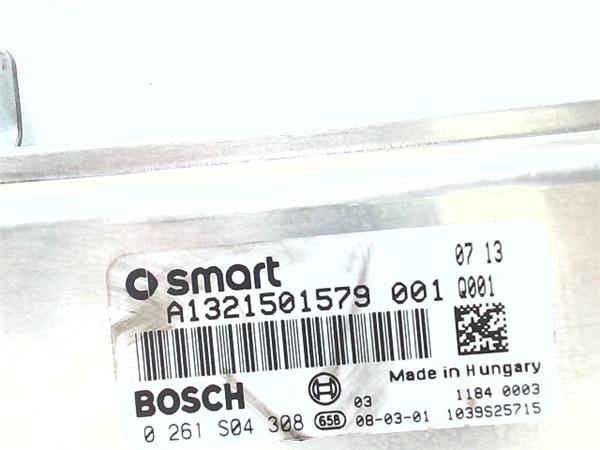 smart 07 13
A1321501579 001 Q001
Made in Hungary
BOSCH 03 1184 0003
0 261 S04 308 658 08-03-01 1039S25715